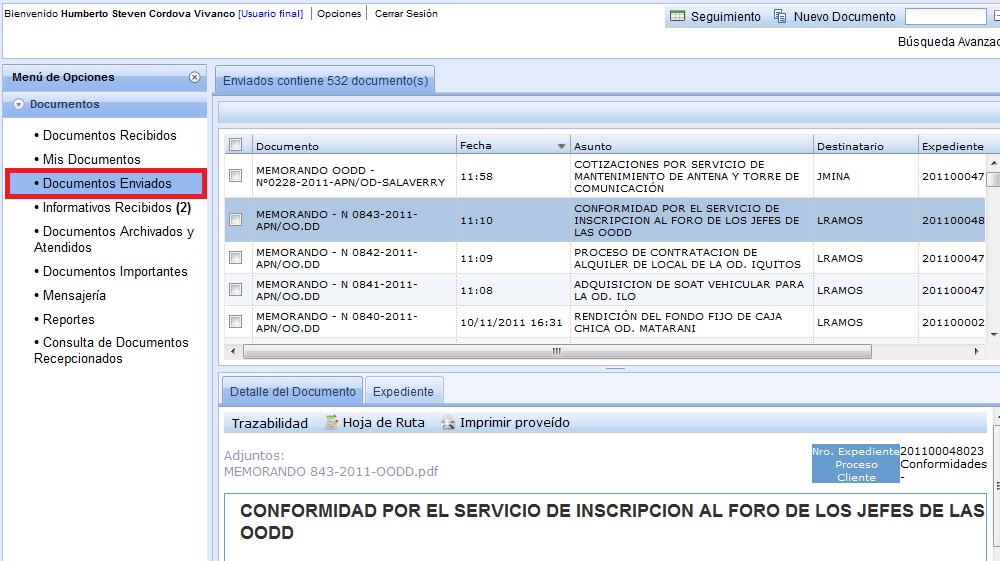 Bienvenido Humberto Steven Cordova Vivanco [Usuario final] | Opciones | Cerrar Sesión
Seguimiento Nuevo Documento
Búsqueda Avanzad
Menú de Opciones
Documentos
• Documentos Recibidos
• Mis Documentos
• Documentos Enviados
• Informativos Recibidos (2)
• Documentos Archivados y
Atendidos
• Documentos Importantes
• Mensajería
• Reportes
• Consulta de Documentos
Recepcionados
Enviados contiene 532 documento(s)
Documento Fecha Asunto Destinatario Expediente
MEMORANDO OODD -
Nº0228-2011-APN/OD-SALAVERRY
11:58
COTIZACIONES POR SERVICIO DE
MANTENIMIENTO DE ANTENA Y TORRE DE
COMUNICACIÓN
JMINA
201100047
MEMORANDO - N 0843-2011-
APN/OO.DD
11:10
CONFORMIDAD POR EL SERVICIO DE
INSCRIPCION AL FORO DE LOS JEFES DE
LAS OODD
LRAMOS
201100048
MEMORANDO - N 0842-2011-
APN/OO.DD
11:09
PROCESO DE CONTRATACION DE
ALQUILER DE LOCAL DE LA OD. IQUITOS
LRAMOS
201100047
MEMORANDO - N 0841-2011-
APN/OO.DD
11:08
ADQUISICION DE SOAT VEHICULAR PARA
LA OD. ILO
LRAMOS
201100047
MEMORANDO - N 0840-2011-
APN/OO.DD
10/11/2011 16:31
RENDICIÓN DEL FONDO FIJO DE CAJA
CHICA OD. MATARANI
LRAMOS
201100002
Detalle del Documento Expediente
Trazabilidad Hoja de Ruta Imprimir proveído
Adjuntos:
MEMORANDO 843-2011-OODD.pdf
Nro. Expediente 201100048023
Proceso Conformidades
Cliente -
CONFORMIDAD POR EL SERVICIO DE INSCRIPCION AL FORO DE LOS JEFES DE LAS
OODD